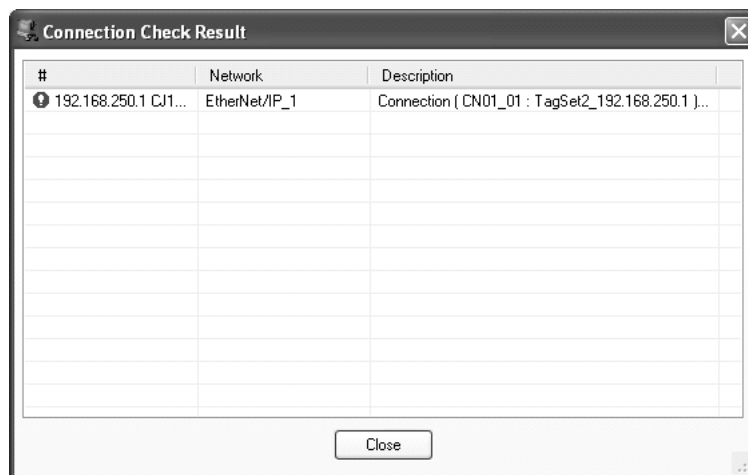 Connection Check Result
# Network Description
192.168.250.1 CJ1... EtherNet/IP_1 Connection ( CN01_01 : TagSet2_192.168.250.1 )...
Close